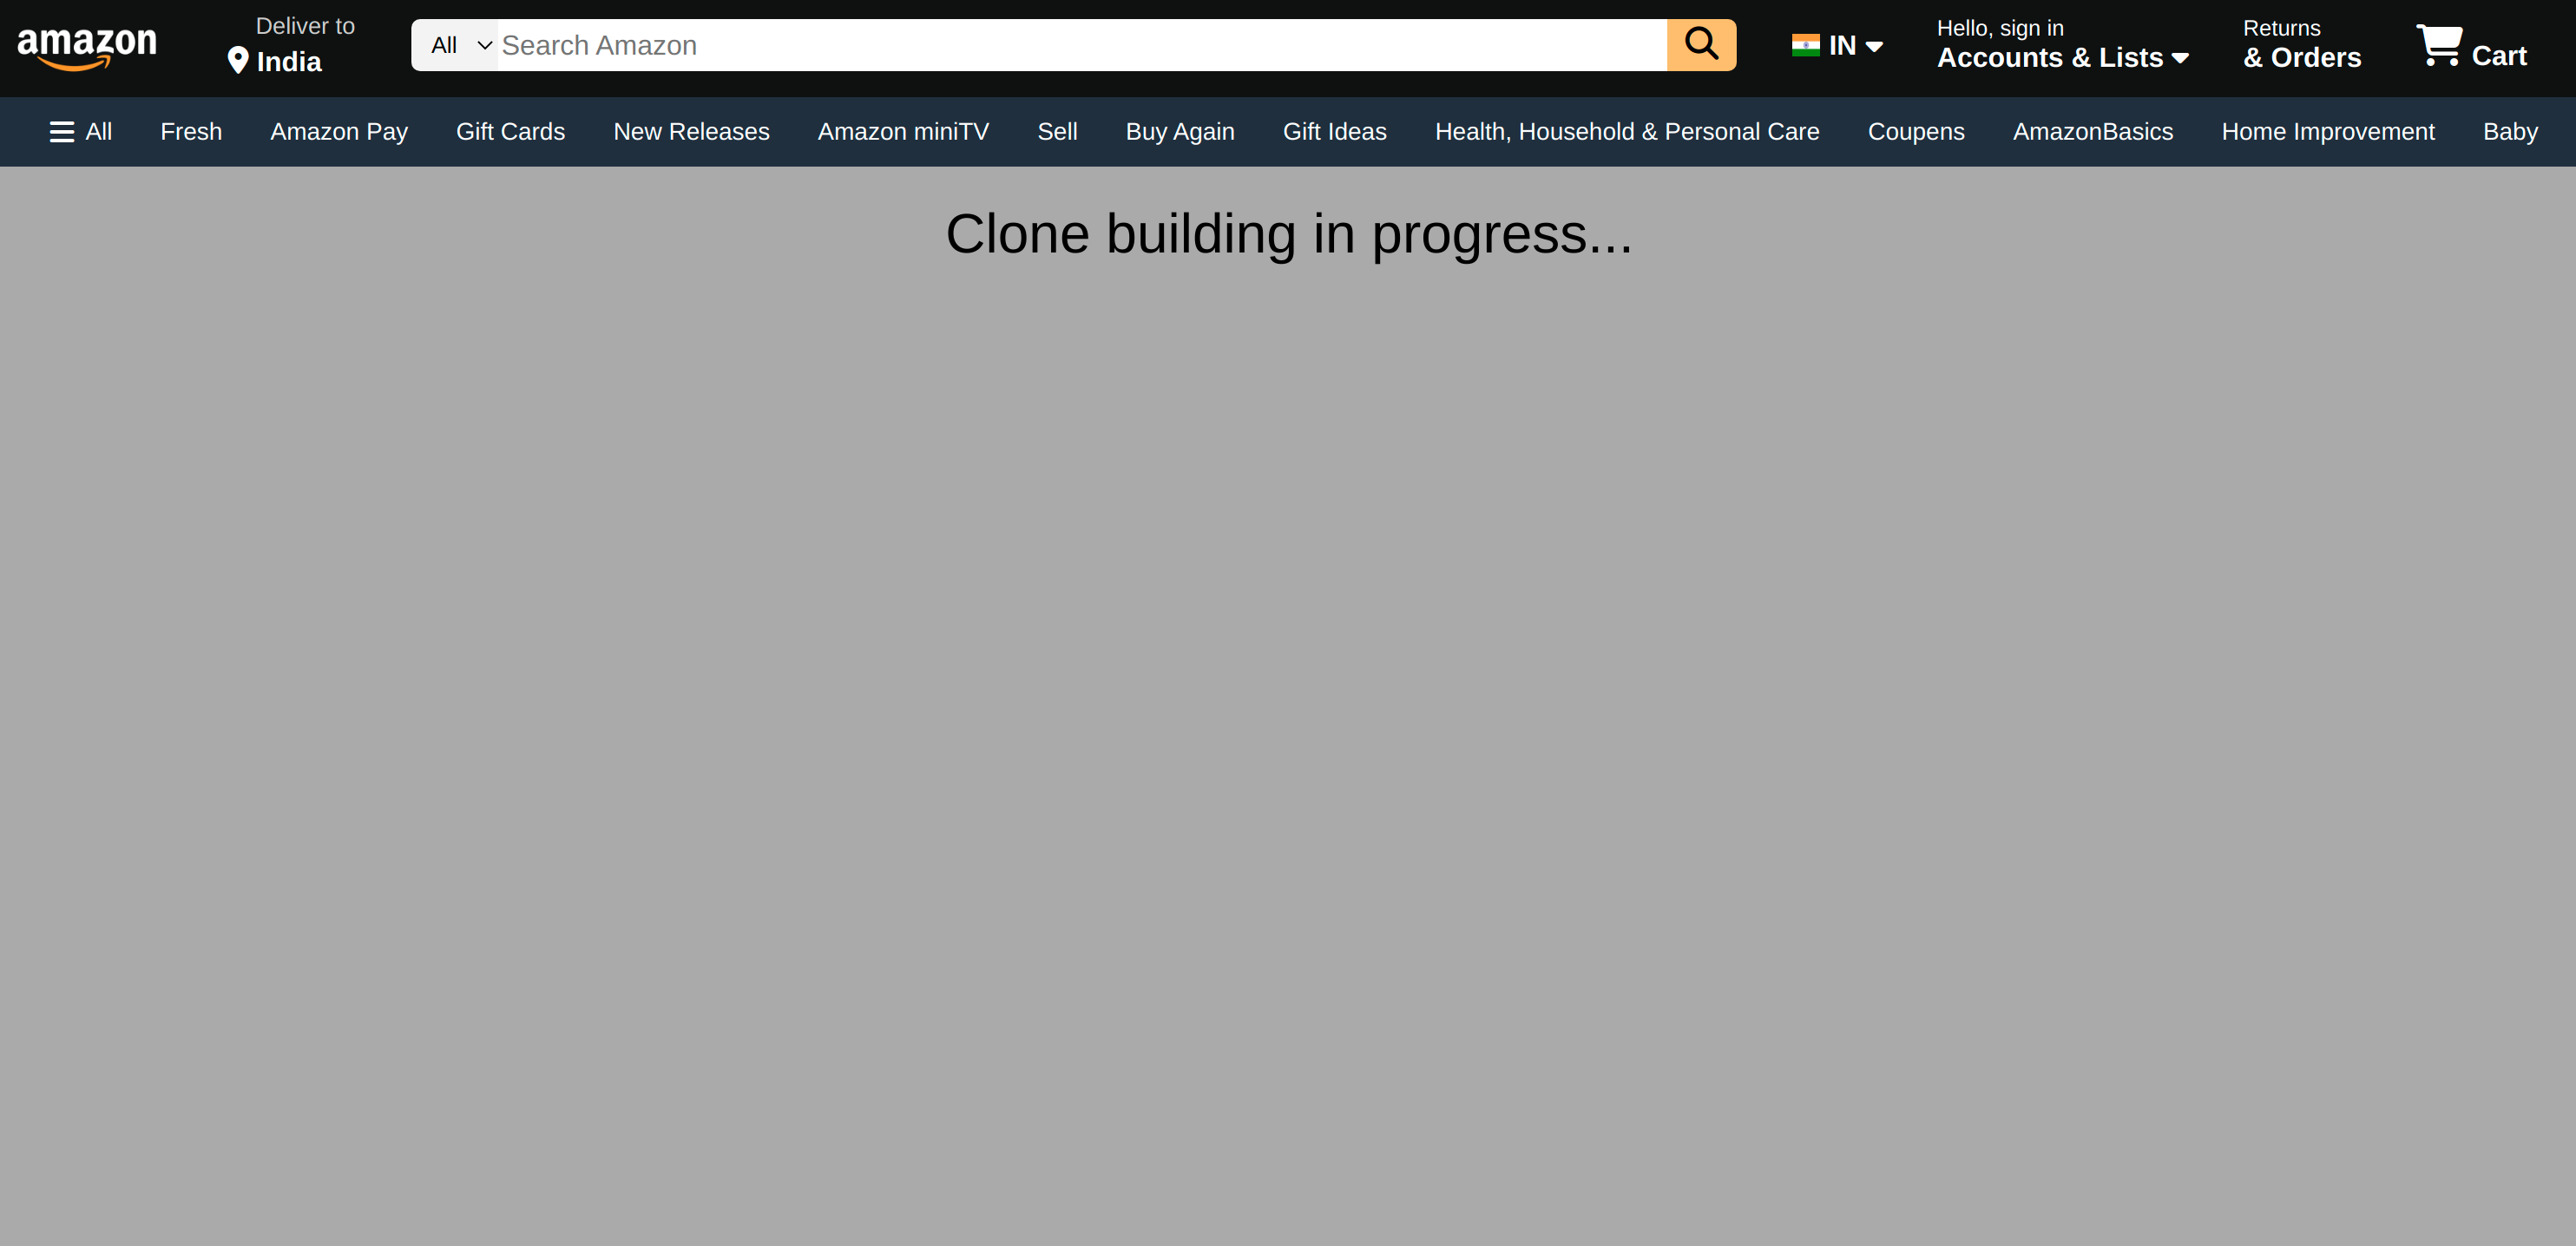 amazon
Deliver to
India
All
Search Amazon
IN
Hello, sign in
Accounts & Lists
Returns
& Orders
Cart
All Fresh Amazon Pay Gift Cards New Releases Amazon miniTV Sell Buy Again Gift Ideas Health, Household & Personal Care Coupens AmazonBasics Home Improvement Baby
Clone building in progress...